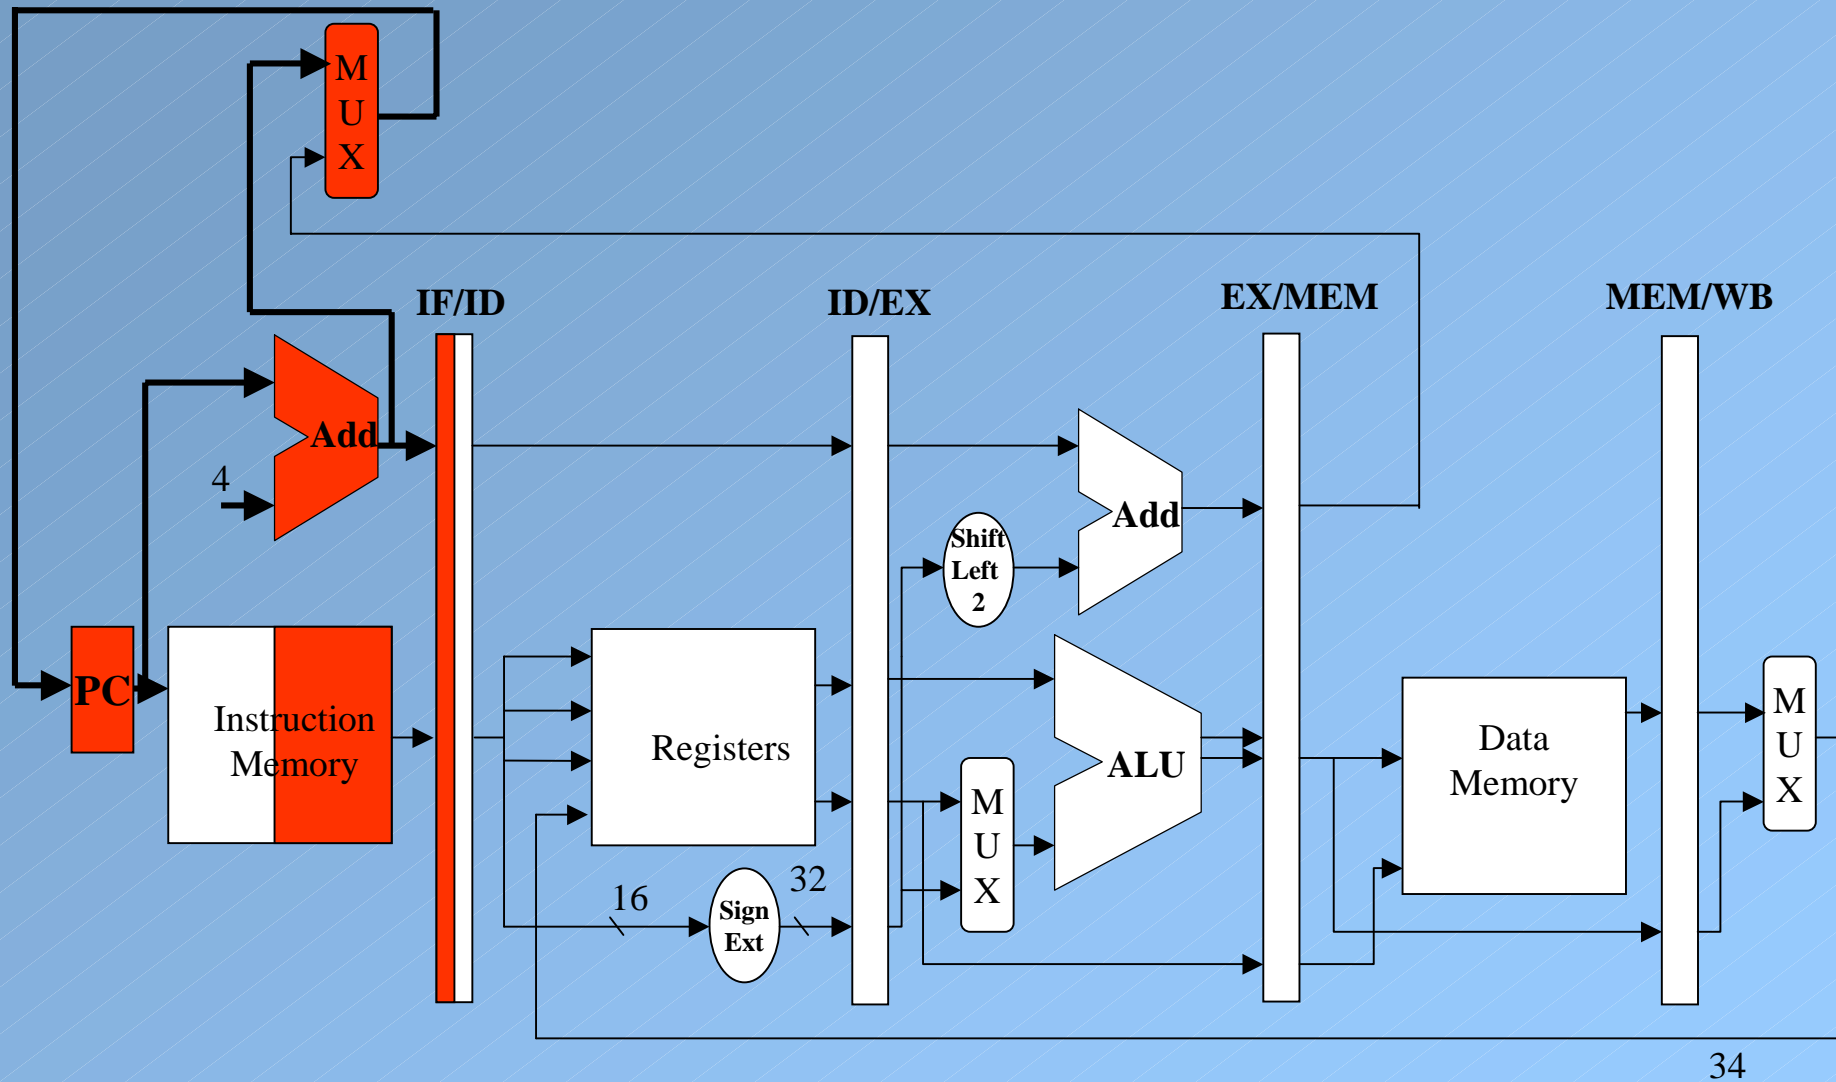 M
U
X
IF/ID
ID/EX
EX/MEM
MEM/WB
Add
4
Add
Shift
Left
2
PC
Instruction
Memory
Registers
ALU
M
U
X
Data
Memory
M
U
X
16
Sign
Ext
32
34